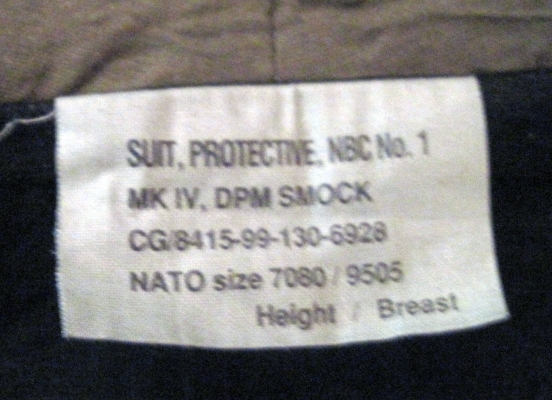 SUIT, PROTECTIVE, NBC No. 1
MK IV, DPM SMOCK
CG/8415-99-130-6928
NATO size 7080 / 9505
Height / Breast